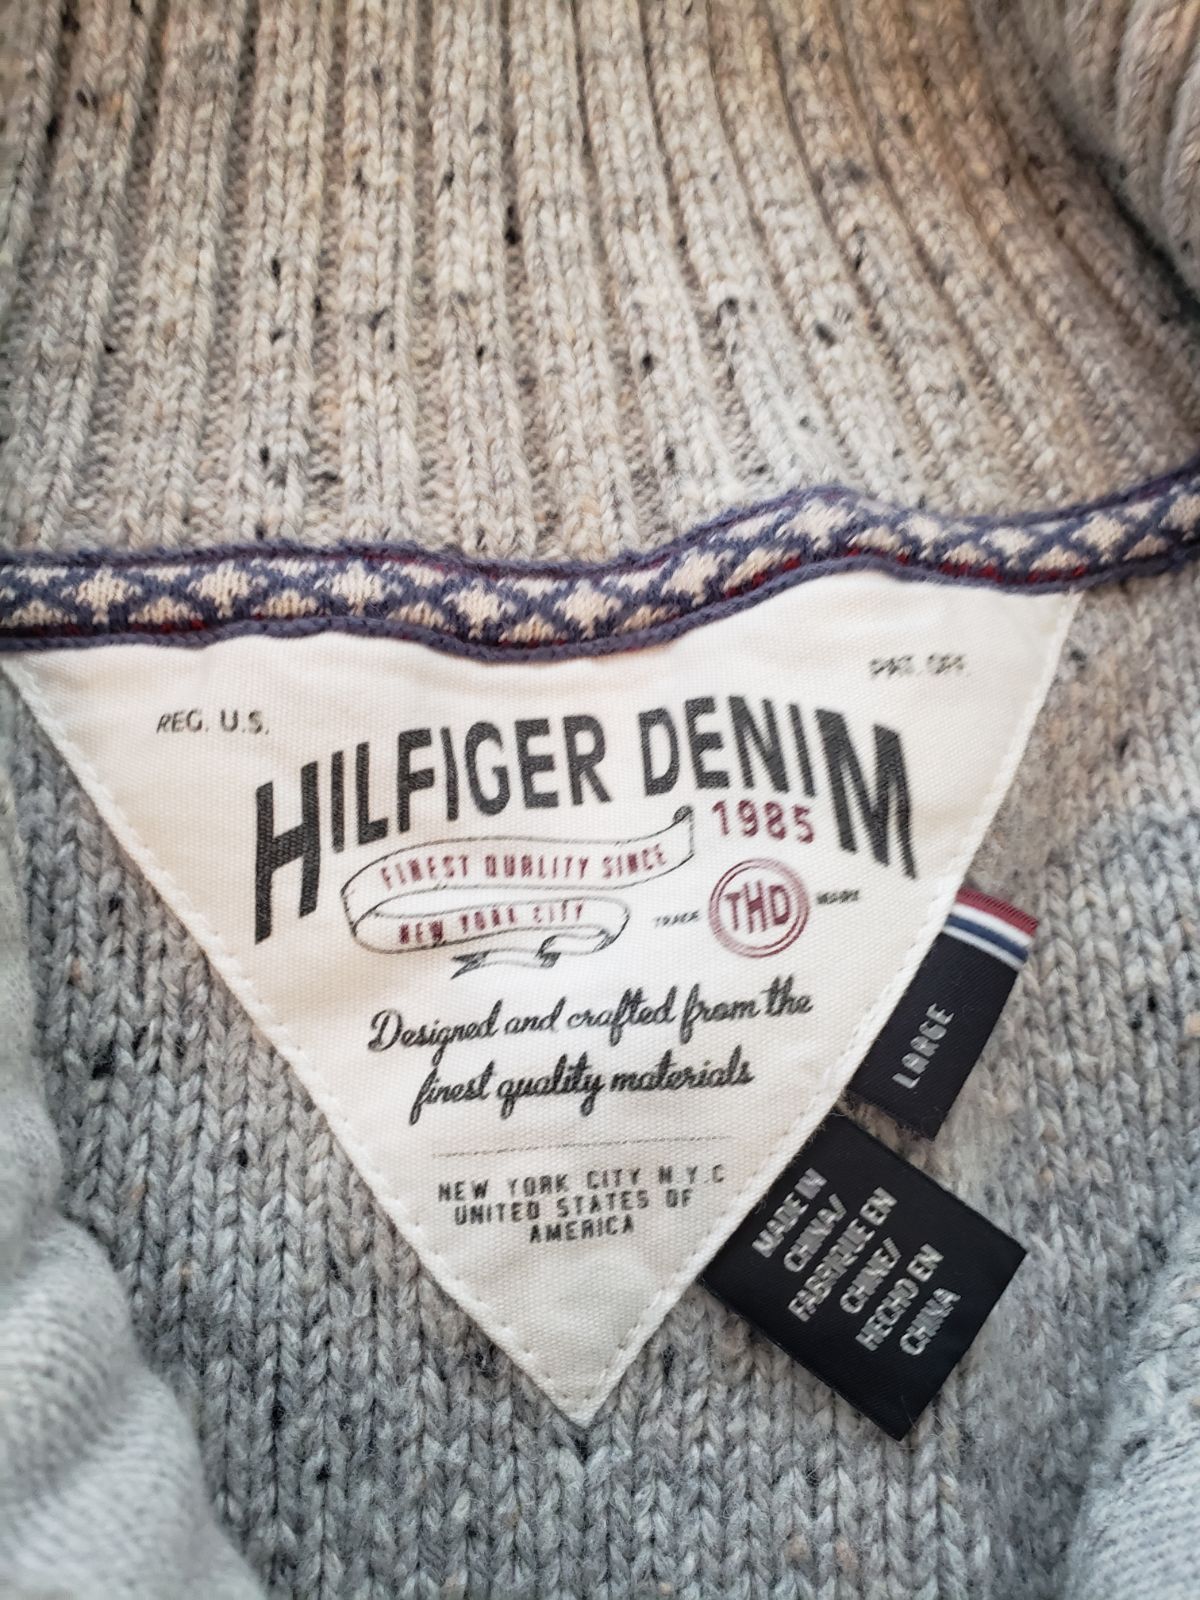 REG. U.S.
PAT. OFF.
HILFIGER DENIM
1985
FINEST QUALITY SINCE
NEW YORK CITY
TRADE THD MARK
Designed and crafted from the
finest quality materials
NEW YORK CITY N.Y.C
UNITED STATES OF
AMERICA
LARGE
MADE IN
CHINA/
FABRIQUE EN
CHINE/
HECHO EN
CHINA